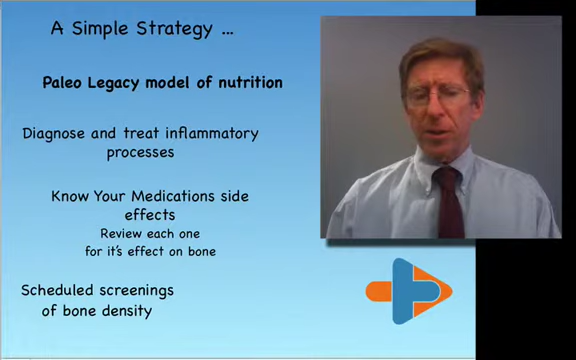 A Simple Strategy ...
Paleo Legacy model of nutrition
Diagnose and treat inflammatory
processes
Know Your Medications side
effects
Review each one
for it's effect on bone
Scheduled screenings
of bone density